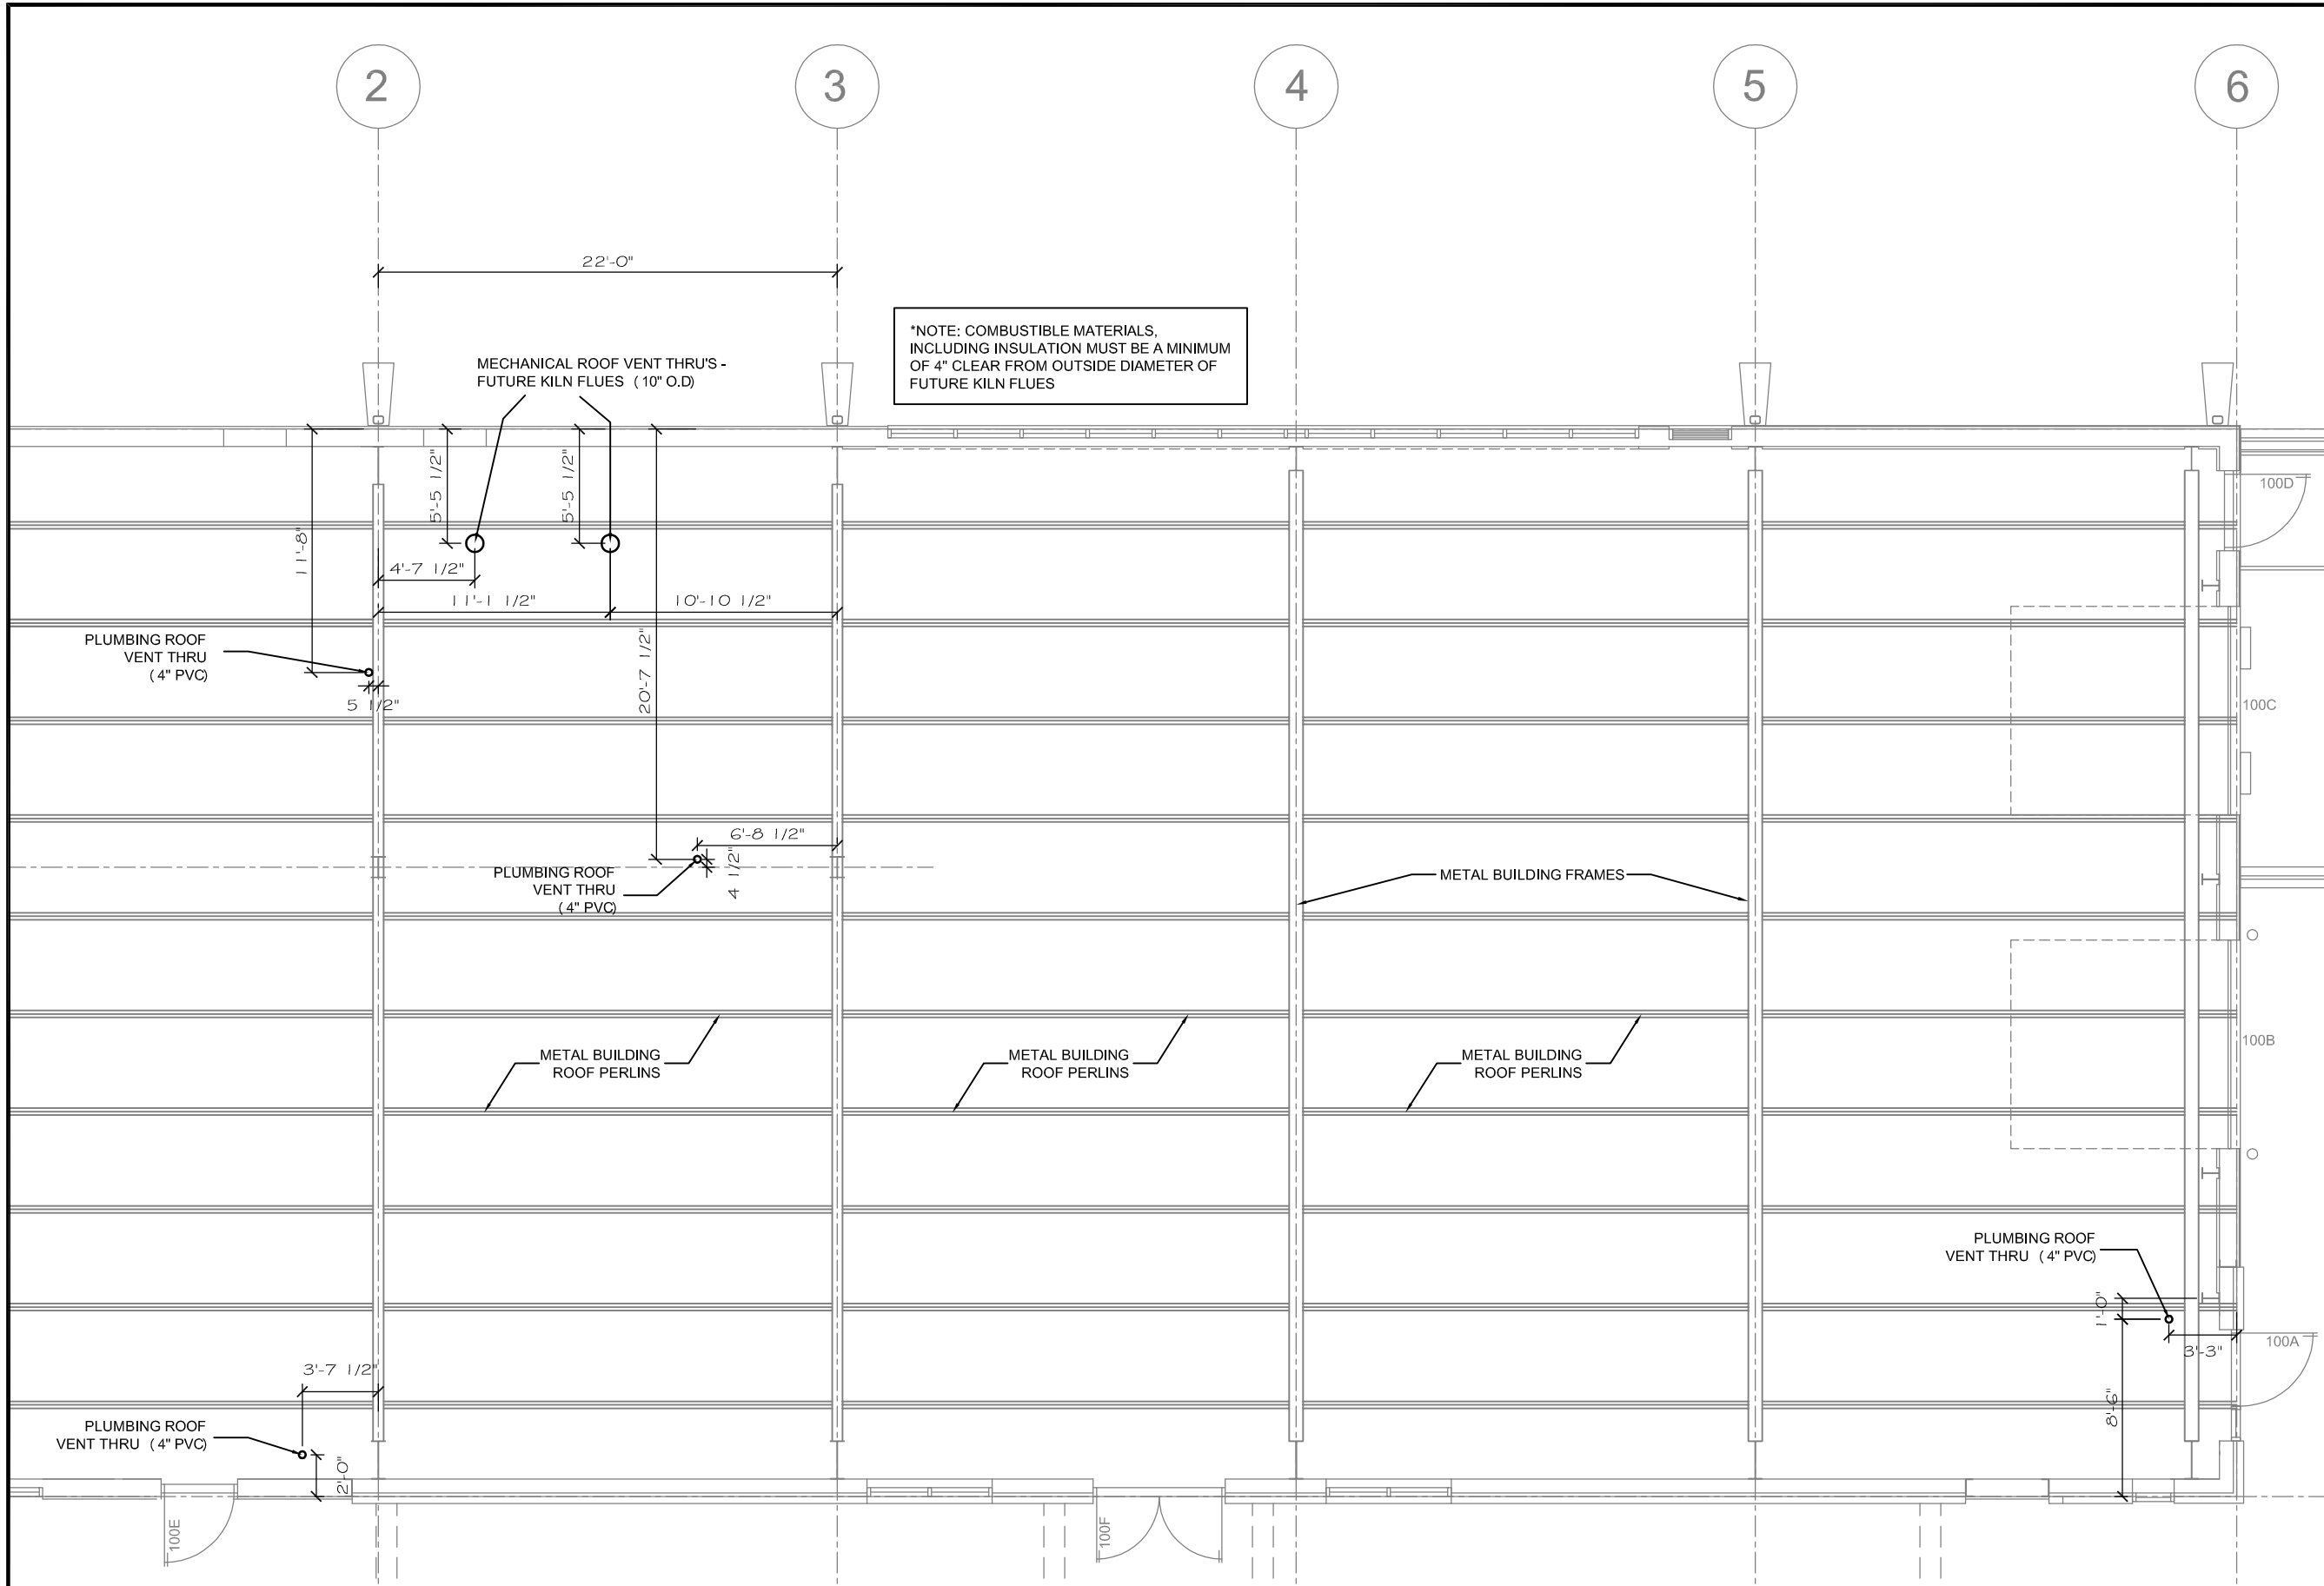 2
3
4
5
6
22'-0"
*NOTE: COMBUSTIBLE MATERIALS,
INCLUDING INSULATION MUST BE A MINIMUM
OF 4" CLEAR FROM OUTSIDE DIAMETER OF
FUTURE KILN FLUES
MECHANICAL ROOF VENT THRU'S -
FUTURE KILN FLUES ( 10" O.D)
11'-8"
5'-5 1/2"
5'-5 1/2"
100D
4'-7 1/2"
11'-1 1/2"
10'-10 1/2"
20'-7 1/2"
PLUMBING ROOF
VENT THRU
( 4" PVC)
5 1/2"
100C
6'-8 1/2"
4 1/2"
PLUMBING ROOF
VENT THRU
( 4" PVC)
METAL BUILDING FRAMES
METAL BUILDING
ROOF PERLINS
METAL BUILDING
ROOF PERLINS
METAL BUILDING
ROOF PERLINS
100B
PLUMBING ROOF
VENT THRU ( 4" PVC)
1'-0"
3'-3"
100A
8'-6"
3'-7 1/2"
PLUMBING ROOF
VENT THRU ( 4" PVC)
2'-0"
100E
100F